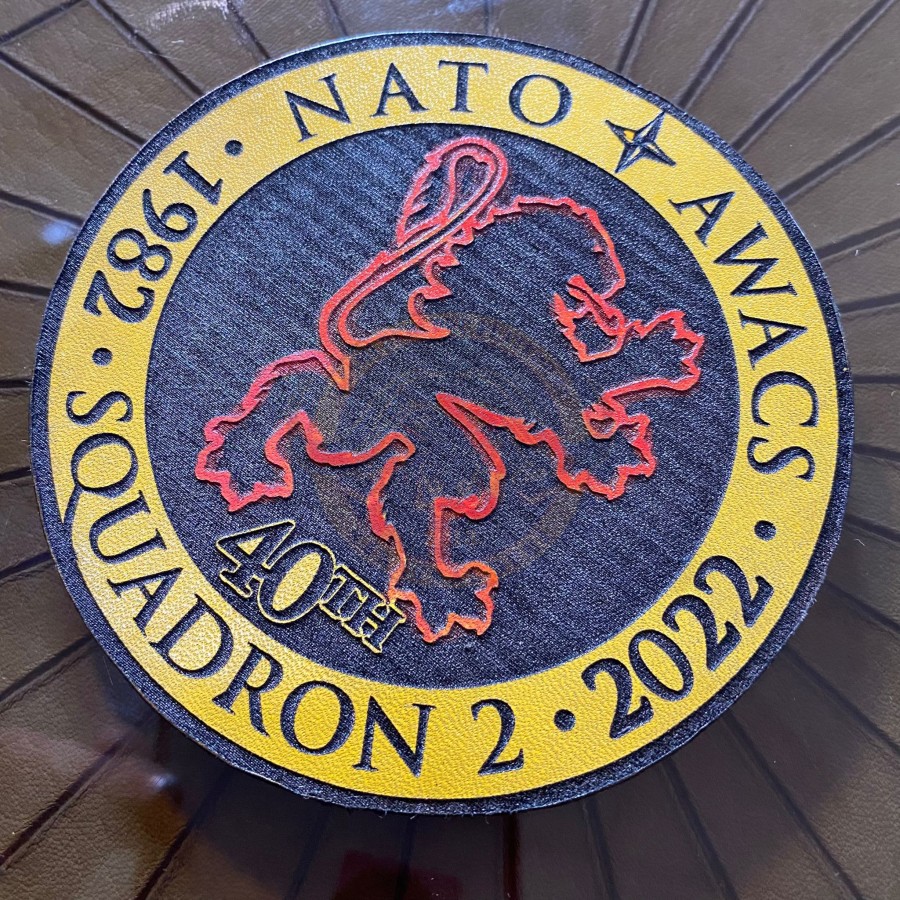 NATO AWACS
1982 • SQUADRON 2 • 2022
40TH